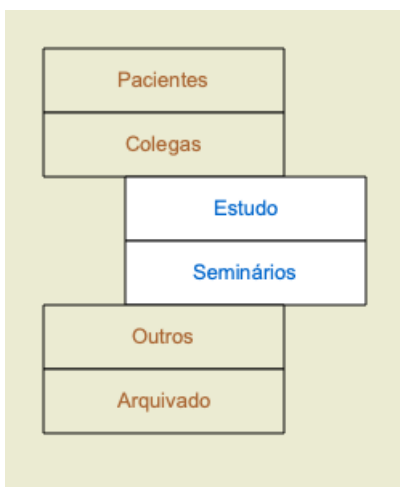 Pacientes
Colegas
Estudo
Seminários
Outros
Arquivado